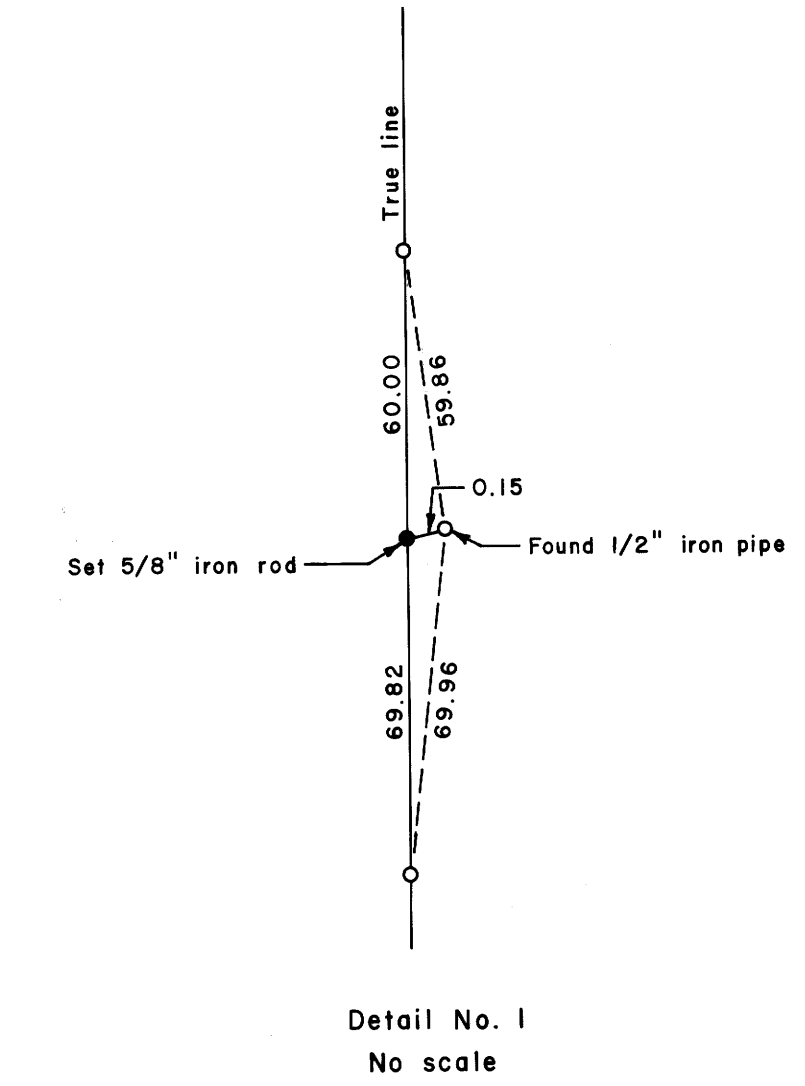 True line
60.00
59.86
0.15
Set 5/8" iron rod
Found 1/2" iron pipe
69.82
69.96
Detail No. 1
No scale